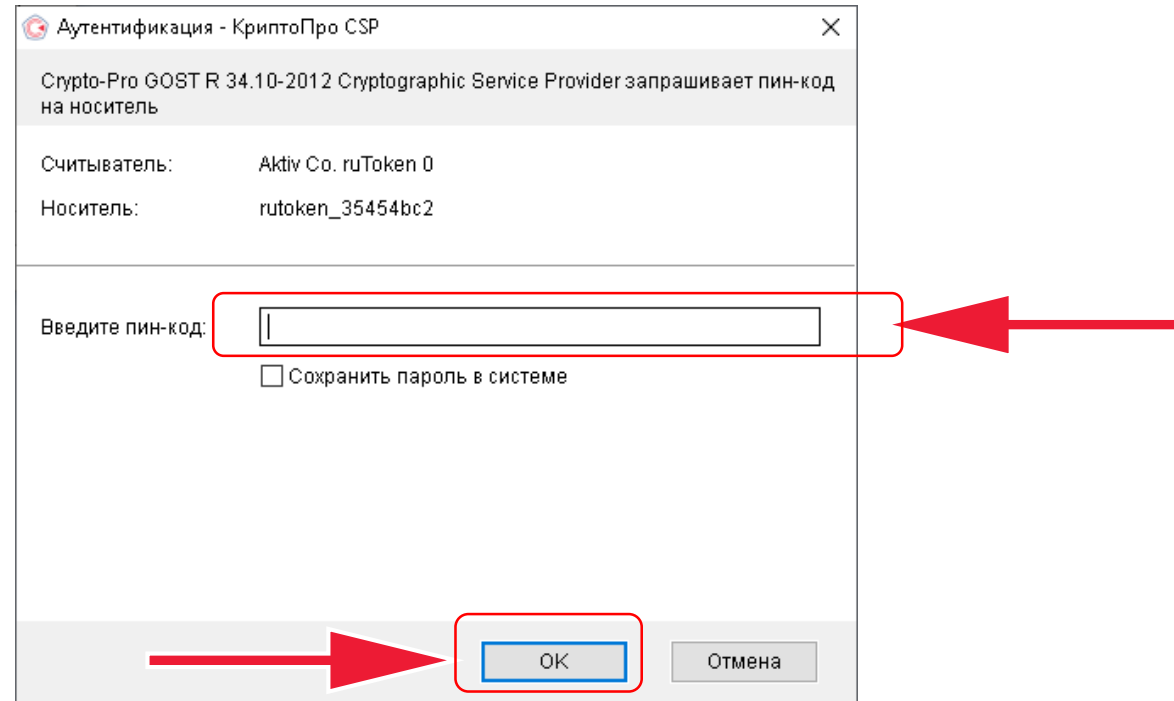 Аутентификация - КриптоПро CSP
Crypto-Pro GOST R 34.10-2012 Cryptographic Service Provider запрашивает пин-код
на носитель
Считыватель: Aktiv Co. ruToken 0
Носитель: rutoken_35454bc2
Введите пин-код:
Сохранить пароль в системе
OK Отмена